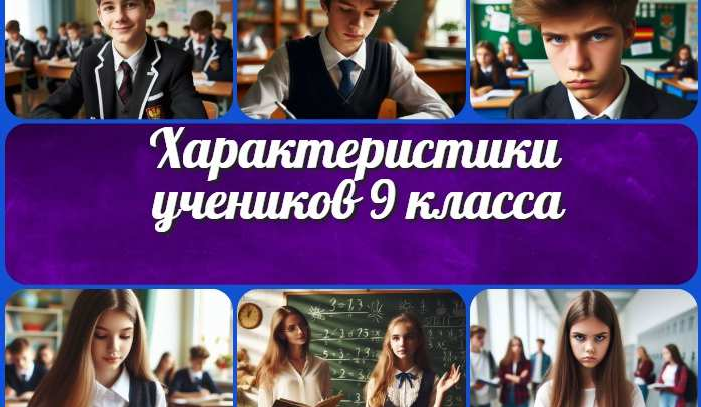 Характеристики
учеников 9 класса